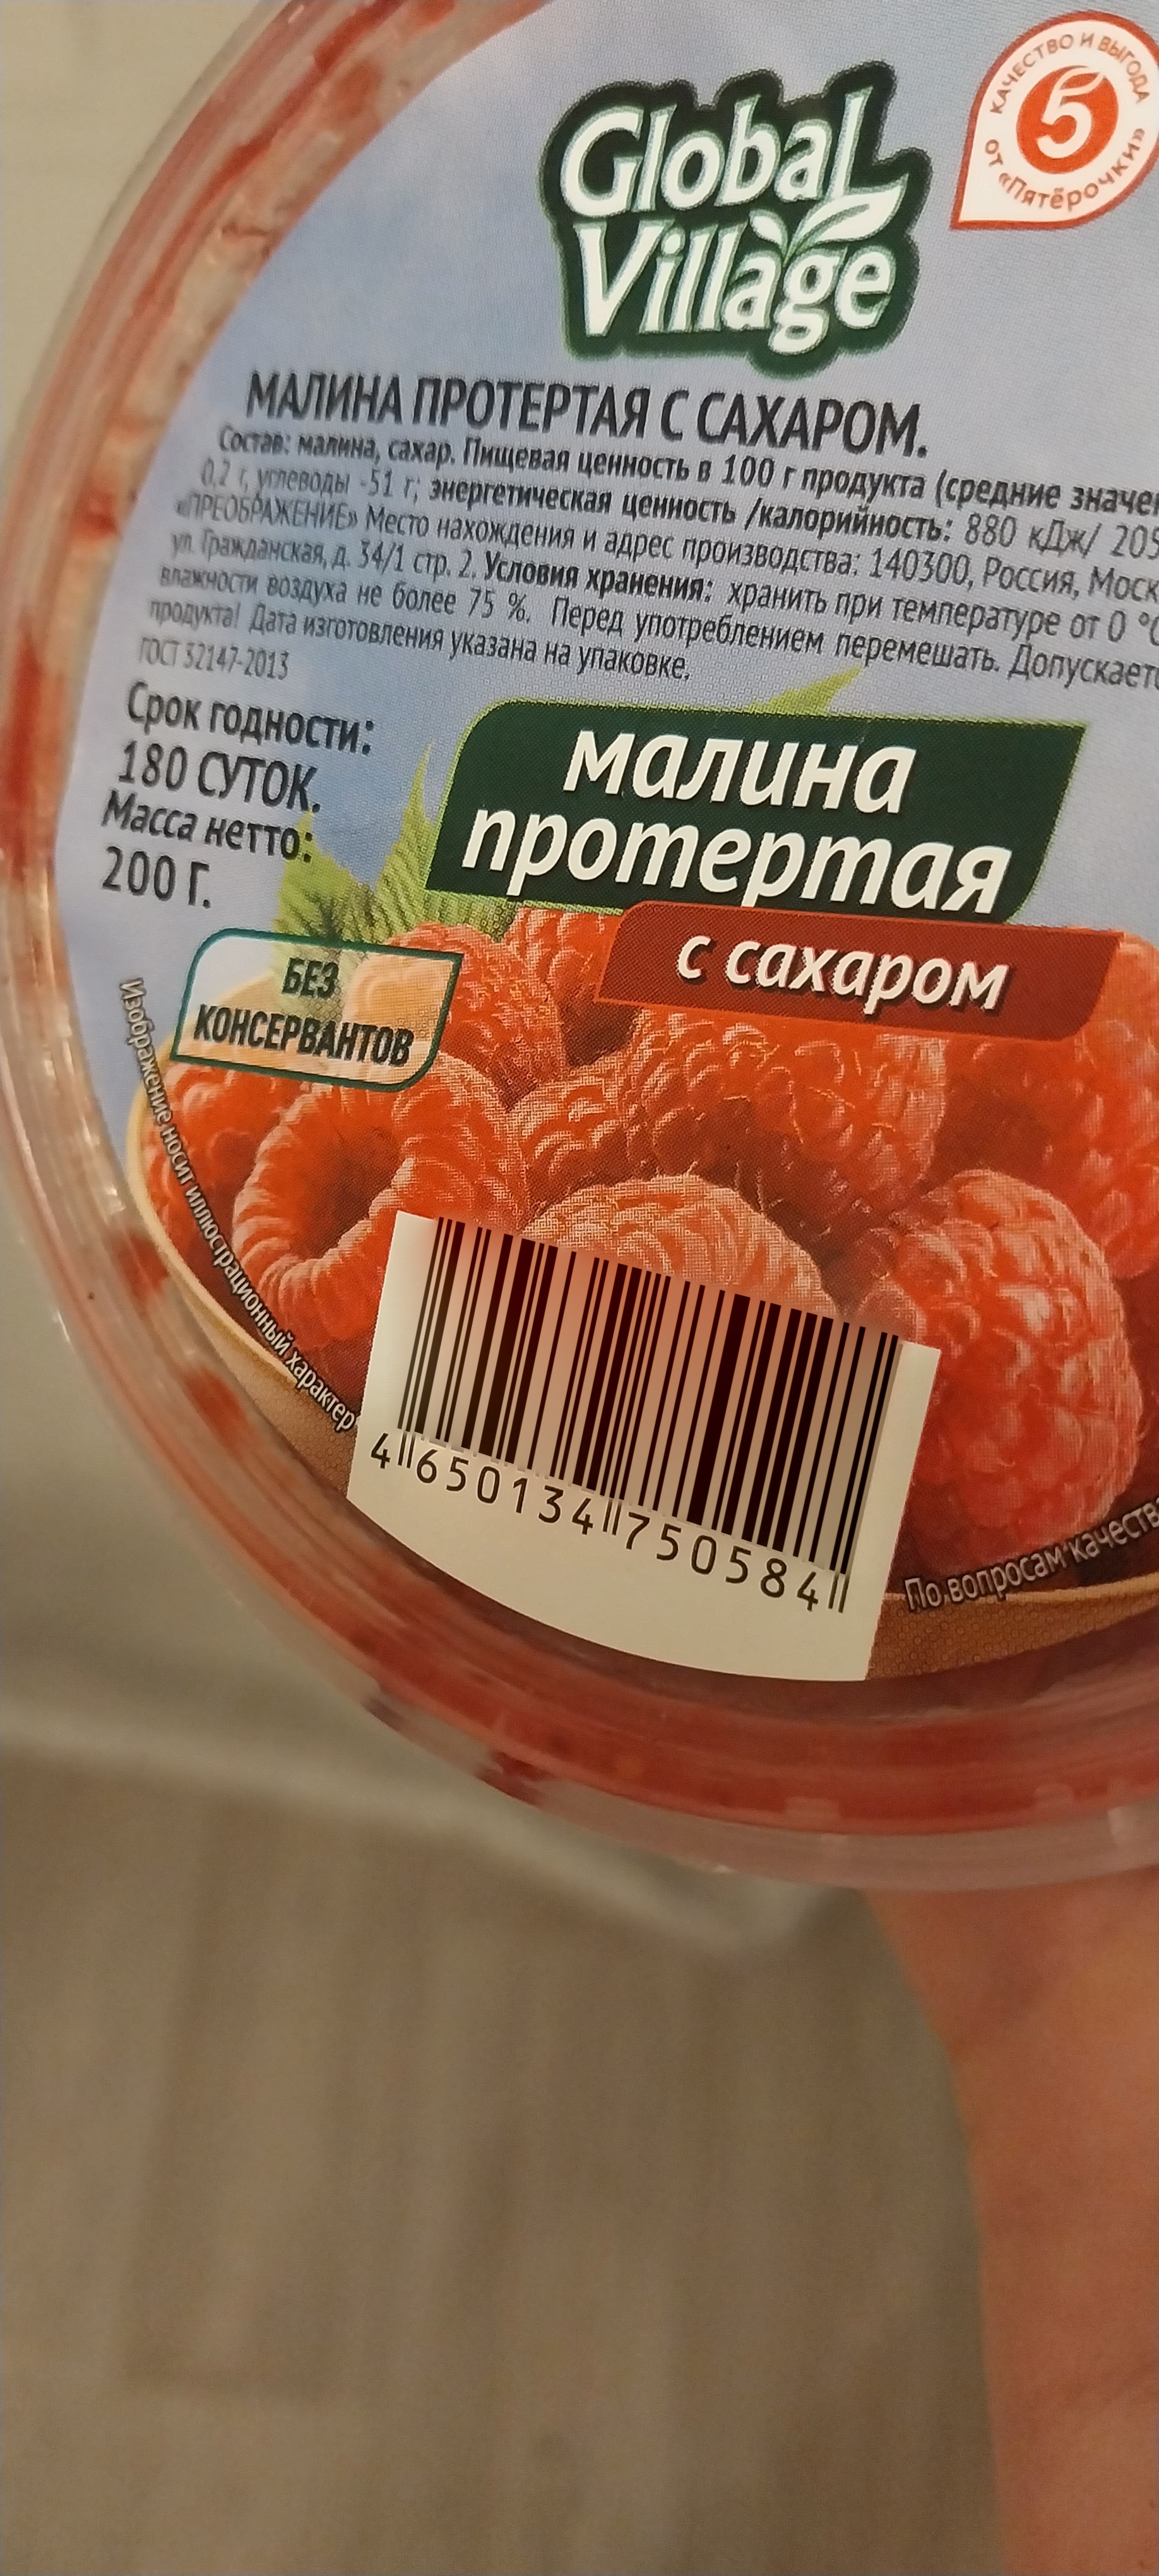 Global
Village
КАЧЕСТВО И ВЫГОДА
5
от «Пятёрочки»
МАЛИНА ПРОТЕРТАЯ С САХАРОМ.
Состав: малина, сахар. Пищевая ценность в 100 г продукта (средние
0,2 г, углеводы -51 г; энергетическая ценность /калорийность: 880 кДж/ 205
«ПРЕОБРАЖЕНИЕ» Место нахождения и адрес производства: 140300, Россия,
ул. Гражданская, д. 34/1 стр. 2. Условия хранения: хранить при температуре от 0
влажности воздуха не более 75 %. Перед употреблением перемешать.
продукта! Дата изготовления указана на упаковке.
ГОСТ 32147-2013
Срок годности:
180 СУТОК.
Масса нетто:
200 Г.
малина
протертая
с сахаром
БЕЗ
КОНСЕРВАНТОВ
Изображение носит иллюстрационный характер
4 650134 750584
По вопросам качества